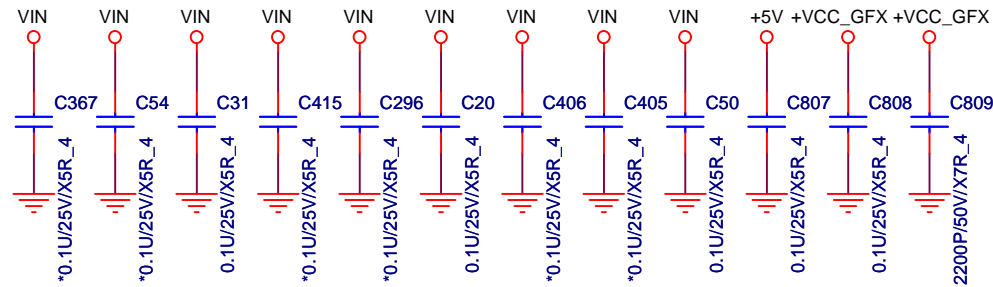 VIN VIN VIN VIN VIN VIN VIN VIN VIN +5V +VCC_GFX +VCC_GFX
C367 C54 C31 C415 C296 C20 C406 C405 C50 C807 C808 C809
*0.1U/25V/X5R_4
*0.1U/25V/X5R_4
0.1U/25V/X5R_4
*0.1U/25V/X5R_4
*0.1U/25V/X5R_4
0.1U/25V/X5R_4
*0.1U/25V/X5R_4
*0.1U/25V/X5R_4
0.1U/25V/X5R_4
0.1U/25V/X5R_4
0.1U/25V/X5R_4
2200P/50V/X7R_4